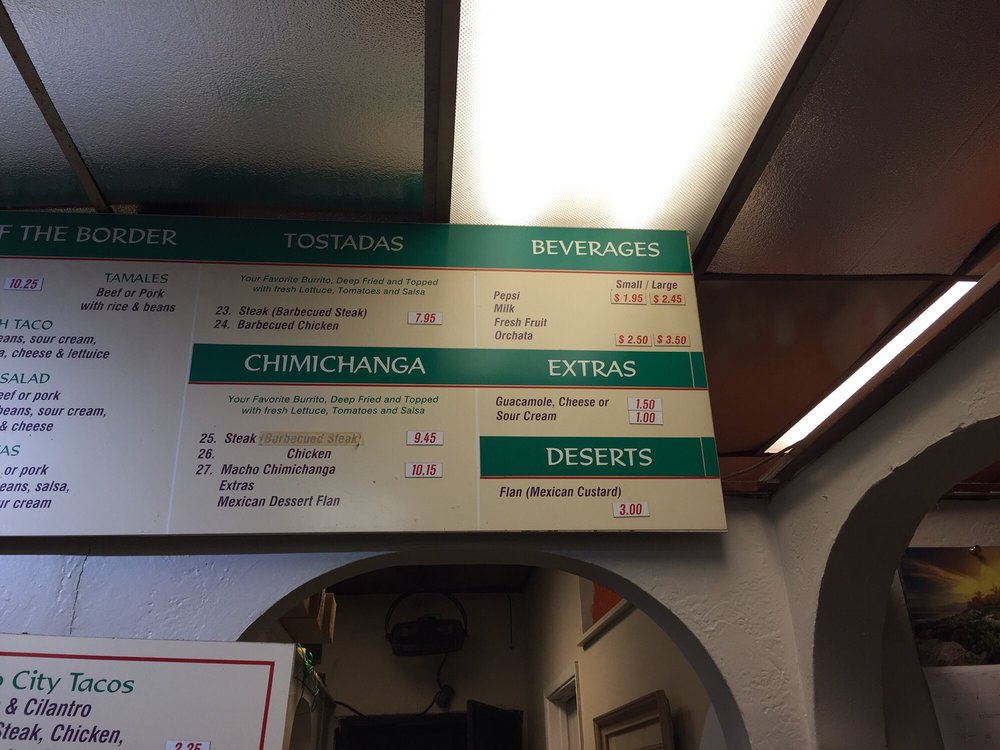 F THE BORDER
10.25
TAMALES
Beef or Pork
with rice & beans
H TACO
eans, sour cream,
a, cheese & lettuice
SALAD
eef or pork
beans, sour cream,
& cheese
AS
or pork
eans, salsa,
ur cream
TOSTADAS
Your Favorite Burrito, Deep Fried and Topped
with fresh Lettuce, Tomatoes and Salsa
23. Steak (Barbecued Steak)
24. Barbecued Chicken
7.95
CHIMICHANGA
Your Favorite Burrito, Deep Fried and Topped
with fresh Lettuce, Tomatoes and Salsa
25. Steak (Barbecued Steak) 9.45
26. Chicken
27. Macho Chimichanga 10.15
Extras
Mexican Dessert Flan
BEVERAGES
Small / Large
Pepsi $ 1.95 $ 2.45
Milk
Fresh Fruit
Orchata $ 2.50 $ 3.50
EXTRAS
Guacamole, Cheese or 1.50
Sour Cream 1.00
DESERTS
Flan (Mexican Custard)
3.00
o City Tacos
& Cilantro
Steak, Chicken,
2.25